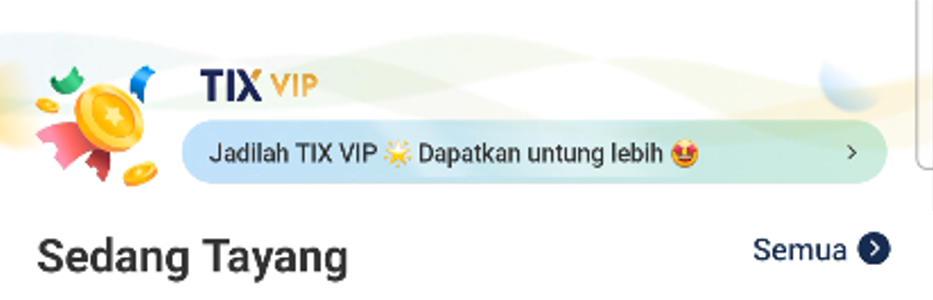 TIX VIP
Jadilah TIX VIP 🌟 Dapatkan untung lebih 🤩
Sedang Tayang
Semua